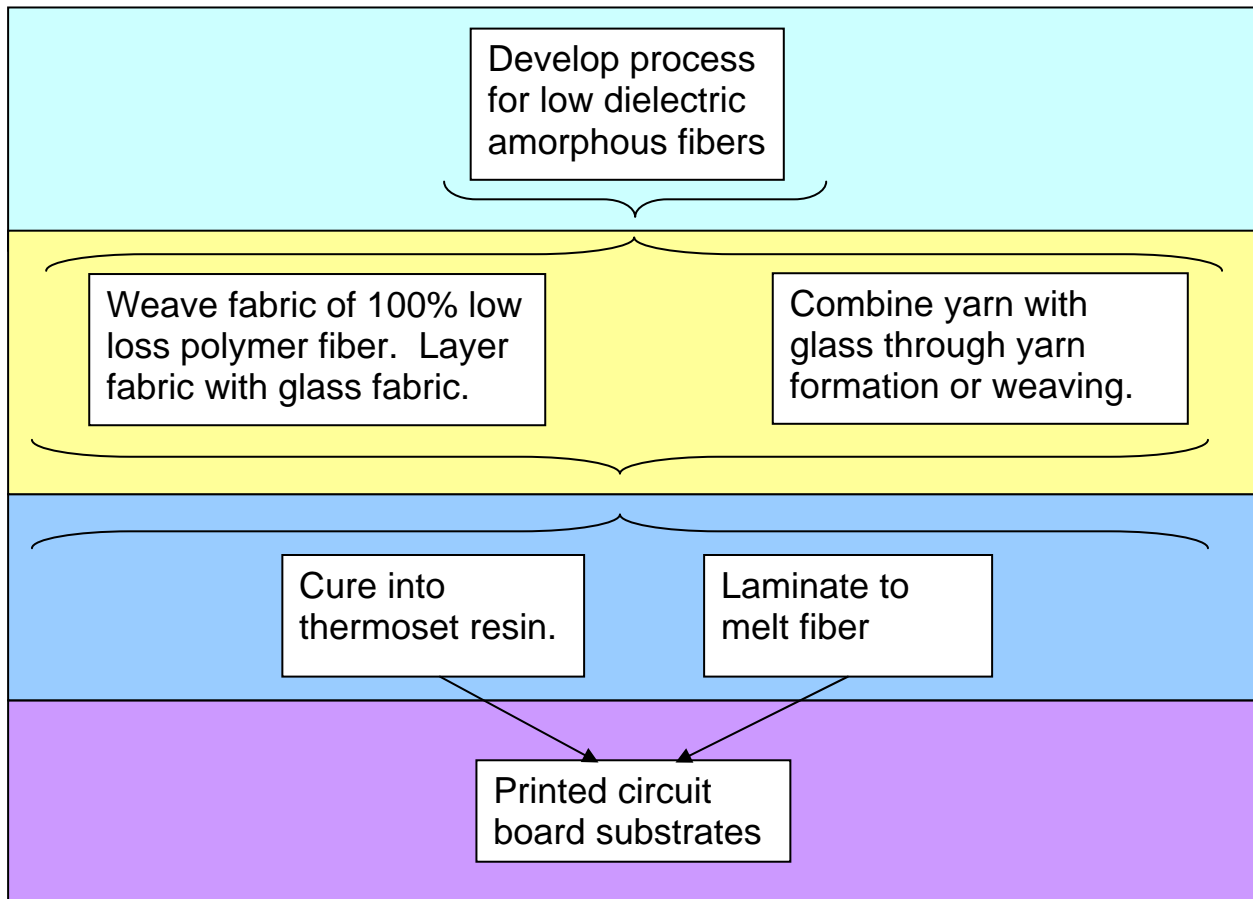 Develop process
for low dielectric
amorphous fibers
Weave fabric of 100% low
loss polymer fiber.  Layer
fabric with glass fabric.
Combine yarn with
glass through yarn
formation or weaving.
Cure into
thermoset resin.
Laminate to
melt fiber
Printed circuit
board substrates